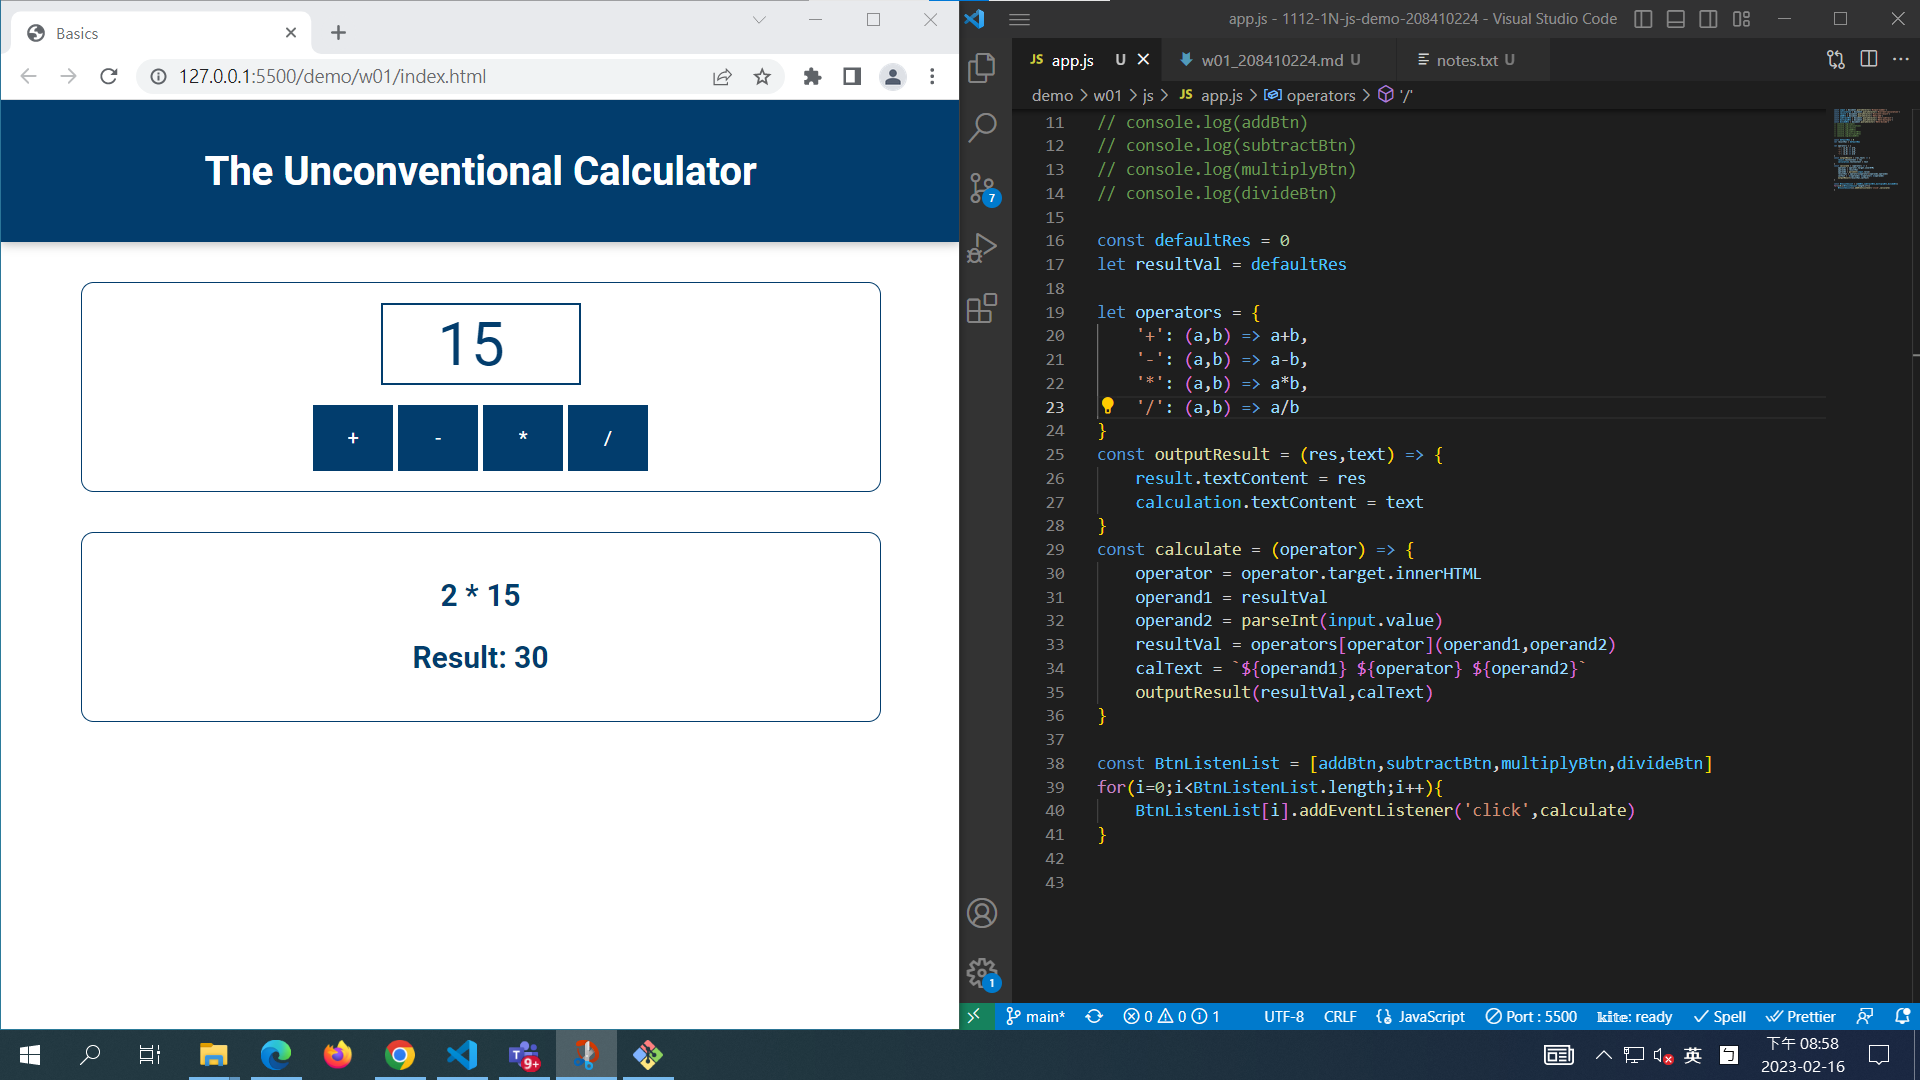 Basics
127.0.0.1:5500/demo/w01/index.html
The Unconventional Calculator
15
+ - * /
2 * 15
Result: 30
app.js - 1112-1N-js-demo-208410224 - Visual Studio Code
JS app.js U
w01_208410224.md U
notes.txt U
demo > w01 > js > JS app.js > operators > '/'
11 // console.log(addBtn)
12 // console.log(subtractBtn)
13 // console.log(multiplyBtn)
14 // console.log(divideBtn)
15
16 const defaultRes = 0
17 let resultVal = defaultRes
18
19 let operators = {
20 '+': (a,b) => a+b,
21 '-': (a,b) => a-b,
22 '*': (a,b) => a*b,
23 '/': (a,b) => a/b
24 }
25 const outputResult = (res,text) => {
26 result.textContent = res
27 calculation.textContent = text
28 }
29 const calculate = (operator) => {
30 operator = operator.target.innerHTML
31 operand1 = resultVal
32 operand2 = parseInt(input.value)
33 resultVal = operators[operator](operand1,operand2)
34 calText = `${operand1} ${operator} ${operand2}`
35 outputResult(resultVal,calText)
36 }
37
38 const BtnListenList = [addBtn,subtractBtn,multiplyBtn,divideBtn]
39 for(i=0;i<BtnListenList.length;i++){
40 BtnListenList[i].addEventListener('click',calculate)
41 }
42
43
7
1
main* 0 0 1 UTF-8 CRLF JavaScript Port : 5500 kite: ready Spell Prettier
9+
英
下午 08:58
2023-02-16